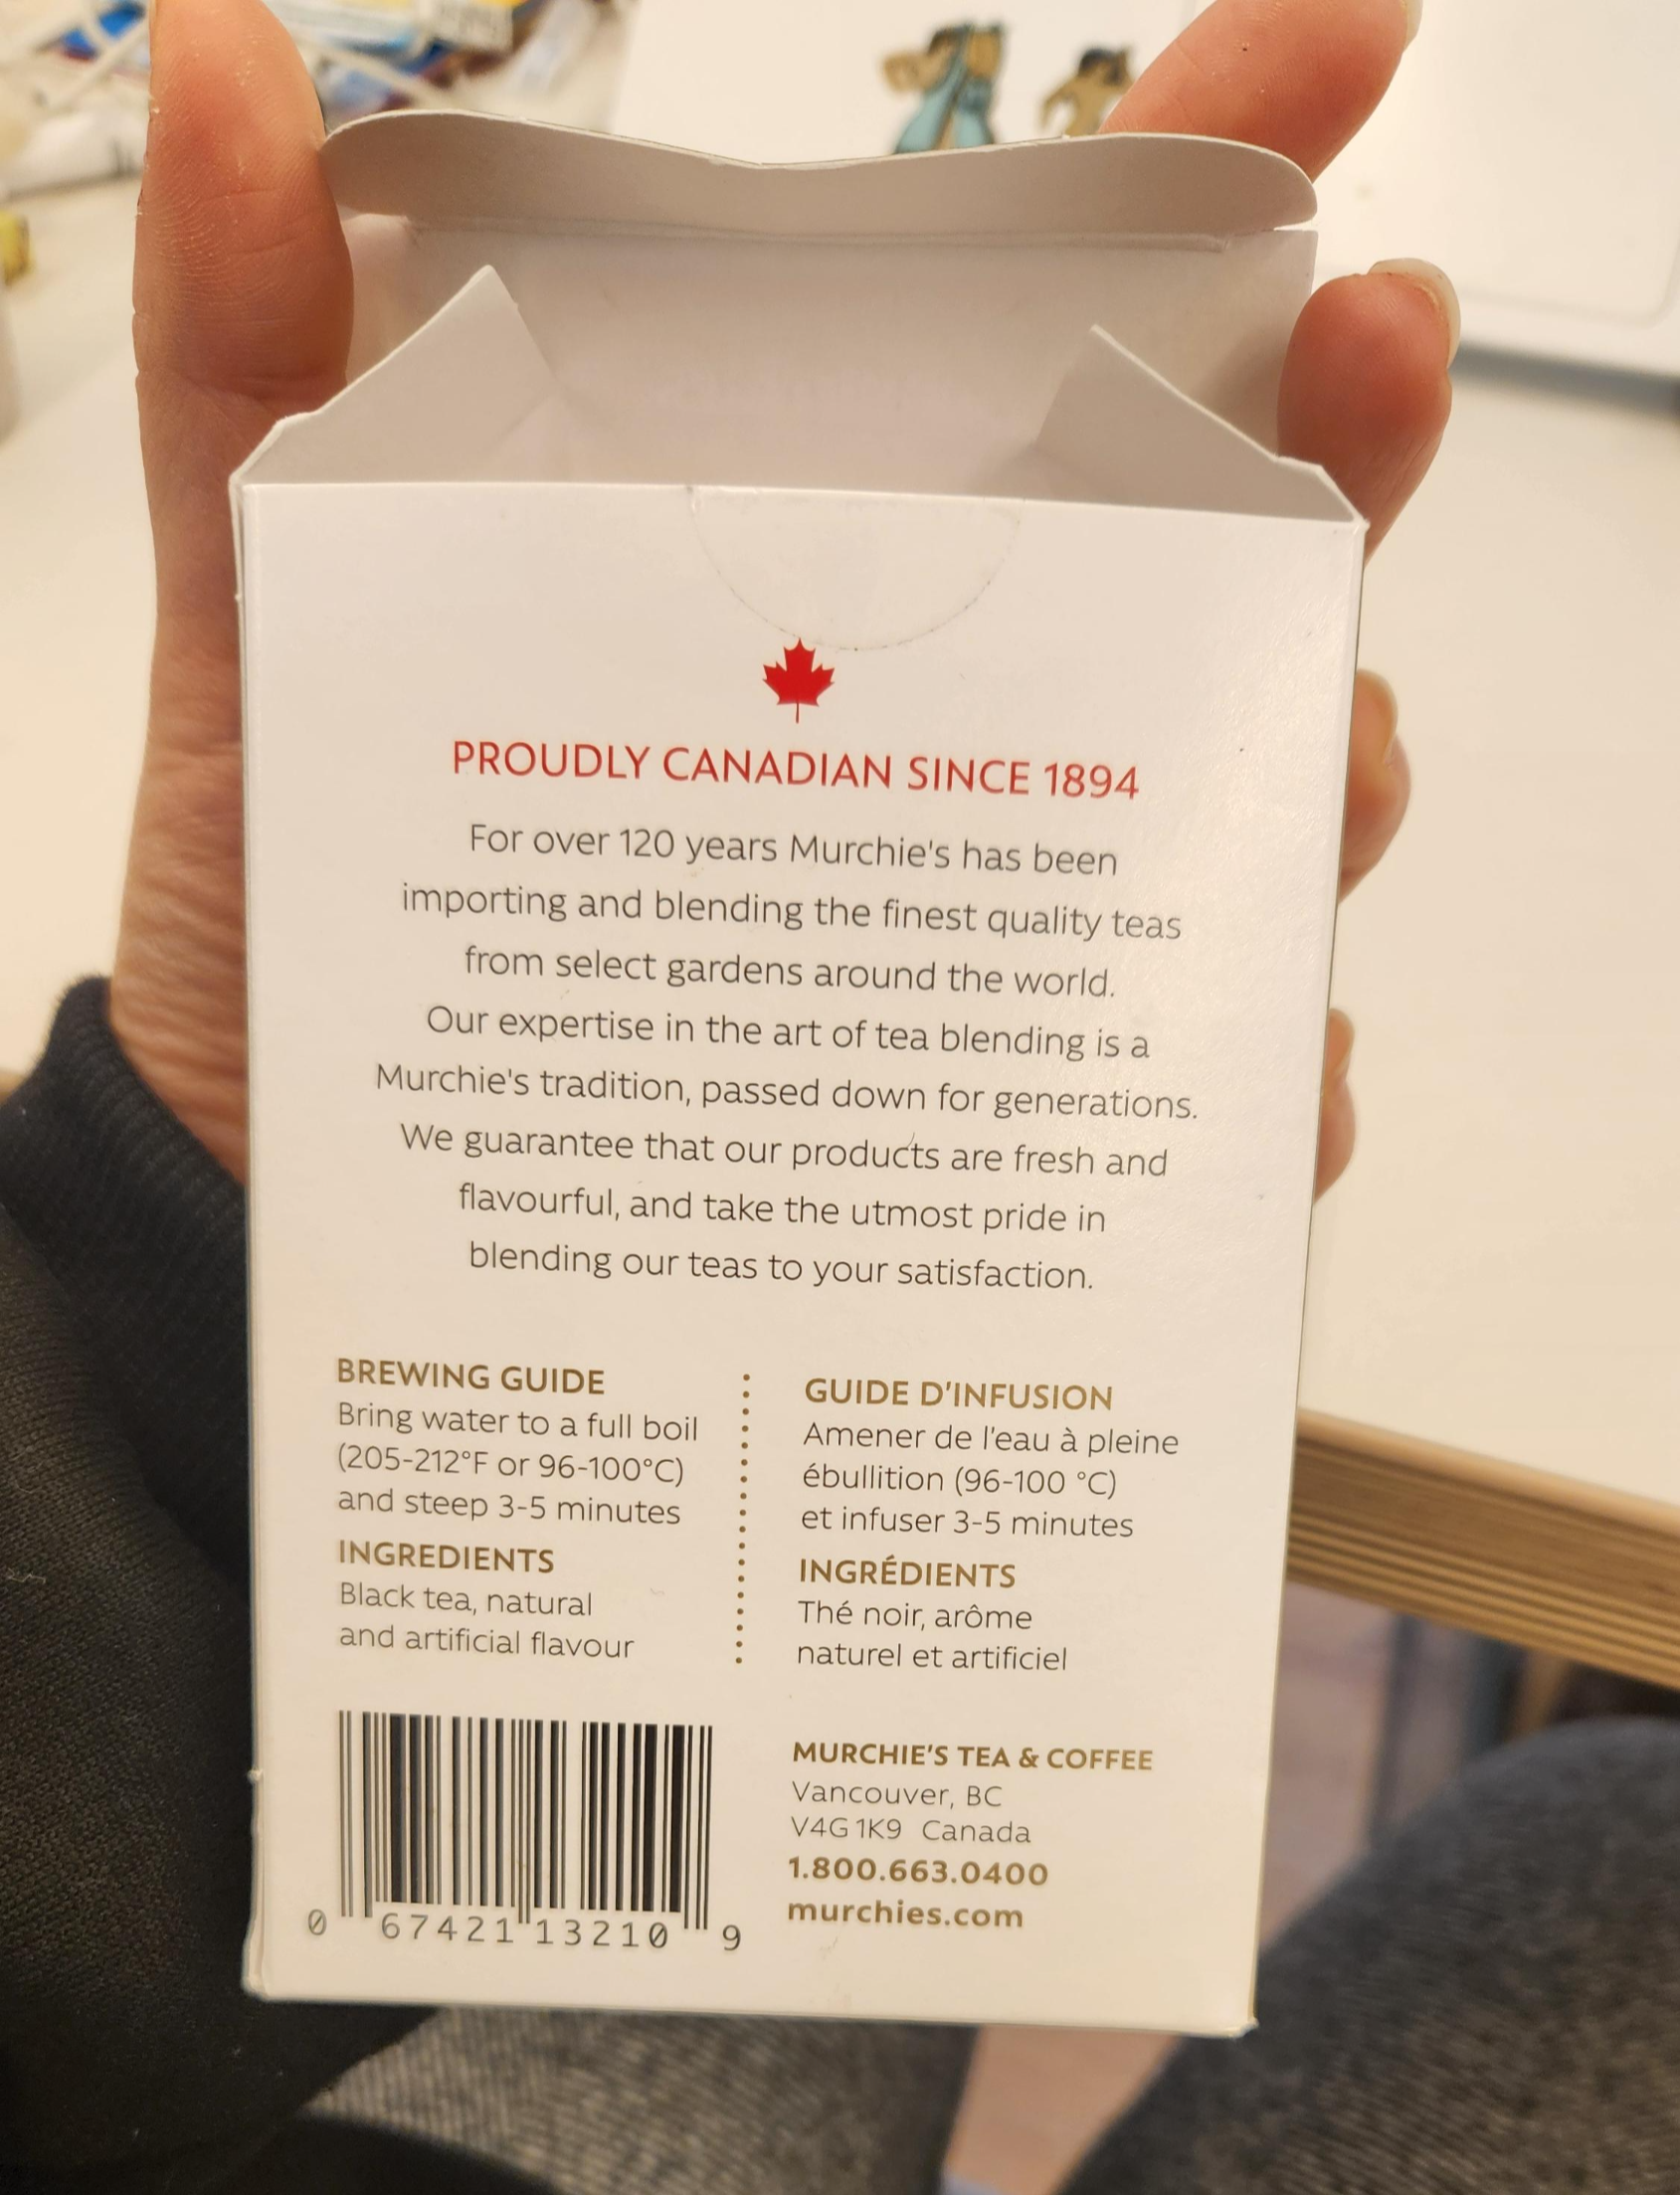 PROUDLY CANADIAN SINCE 1894
For over 120 years Murchie's has been
importing and blending the finest quality teas
from select gardens around the world.
Our expertise in the art of tea blending is a
Murchie's tradition, passed down for generations.
We guarantee that our products are fresh and
flavourful, and take the utmost pride in
blending our teas to your satisfaction.
BREWING GUIDE
Bring water to a full boil
(205-212°F or 96-100°C)
and steep 3-5 minutes
INGREDIENTS
Black tea, natural
and artificial flavour
GUIDE D'INFUSION
Amener de l'eau à pleine
ébullition (96-100 °C)
et infuser 3-5 minutes
INGRÉDIENTS
Thé noir, arôme
naturel et artificiel
0 67421 13210 9
MURCHIE'S TEA & COFFEE
Vancouver, BC
V4G 1K9 Canada
1.800.663.0400
murchies.com